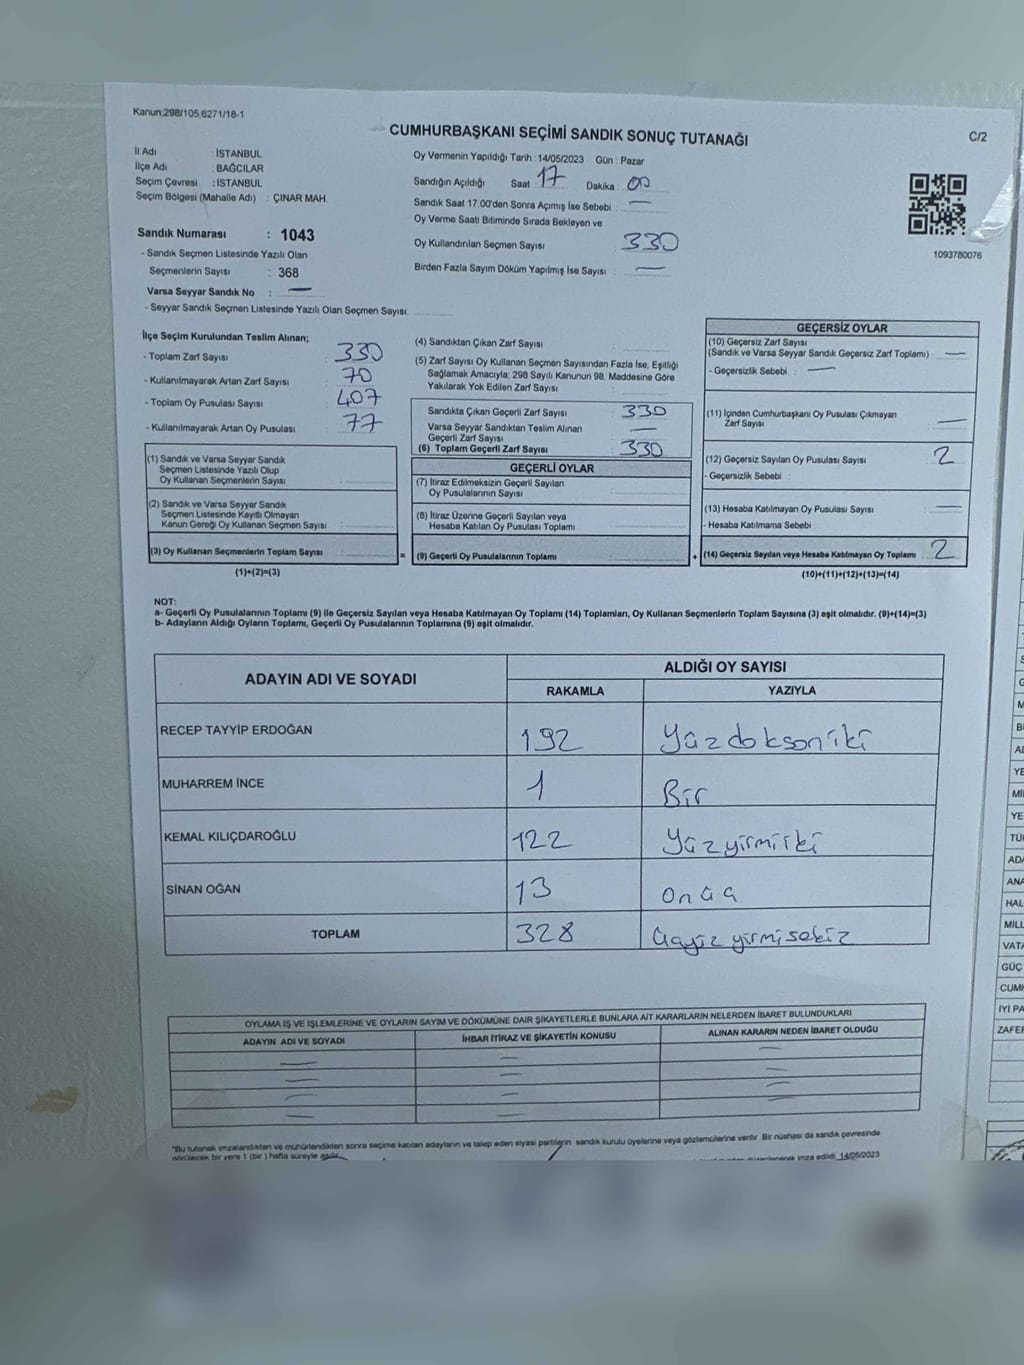 Kanun:298/105,6271/18-1
CUMHURBAŞKANI SEÇİMİ SANDIK SONUÇ TUTANAĞI
C/2
İl Adı : İSTANBUL
İlçe Adı : BAĞCILAR
Seçim Çevresi : İSTANBUL
Seçim Bölgesi (Mahalle Adı) : ÇINAR MAH.
Sandık Numarası : 1043
- Sandık Seçmen Listesinde Yazılı Olan
Seçmenlerin Sayısı : 368
Varsa Seyyar Sandık No : —
- Seyyar Sandık Seçmen Listesinde Yazılı Olan Seçmen Sayısı:
Oy Vermenin Yapıldığı Tarih : 14/05/2023 Gün : Pazar
Sandığın Açıldığı Saat : 17 Dakika : 00
Sandık Saat 17.00'den Sonra Açımış İse Sebebi : —
Oy Verme Saati Bitiminde Sırada Bekleyen ve
Oy Kullandırılan Seçmen Sayısı : 330
Birden Fazla Sayım Döküm Yapılmış İse Sayısı : —
1093780076
İlçe Seçim Kurulundan Teslim Alınan;
- Toplam Zarf Sayısı : 330
- Kullanılmayarak Artan Zarf Sayısı : 70
- Toplam Oy Pusulası Sayısı : 407
- Kullanılmayarak Artan Oy Pusulası : 77
(1) Sandık ve Varsa Seyyar Sandık
Seçmen Listesinde Yazılı Olup
Oy Kullanan Seçmenlerin Sayısı :
(2) Sandık ve Varsa Seyyar Sandık
Seçmen Listesinde Kayıtlı Olmayan
Kanun Gereği Oy Kullanan Seçmen Sayısı :
(3) Oy Kullanan Seçmenlerin Toplam Sayısı :
(1)+(2)=(3)
(4) Sandıktan Çıkan Zarf Sayısı :
(5) Zarf Sayısı Oy Kullanan Seçmen Sayısından Fazla İse, Eşitliği
Sağlamak Amacıyla; 298 Sayılı Kanunun 98. Maddesine Göre
Yakılarak Yok Edilen Zarf Sayısı :
Sandıkta Çıkan Geçerli Zarf Sayısı : 330
Varsa Seyyar Sandıktan Teslim Alınan
Geçerli Zarf Sayısı : —
(6) Toplam Geçerli Zarf Sayısı : 330
GEÇERLİ OYLAR
(7) İtiraz Edilmeksizin Geçerli Sayılan
Oy Pusulalarının Sayısı :
(8) İtiraz Üzerine Geçerli Sayılan veya
Hesaba Katılan Oy Pusulası Toplamı :
= (9) Geçerli Oy Pusulalarının Toplamı : +
GEÇERSİZ OYLAR
(10) Geçersiz Zarf Sayısı
(Sandık ve Varsa Seyyar Sandık Geçersiz Zarf Toplamı) : —
- Geçersizlik Sebebi : —
(11) İçinden Cumhurbaşkanı Oy Pusulası Çıkmayan
Zarf Sayısı : —
(12) Geçersiz Sayılan Oy Pusulası Sayısı : 2
- Geçersizlik Sebebi :
(13) Hesaba Katılmayan Oy Pusulası Sayısı : —
- Hesaba Katılmama Sebebi :
(14) Geçersiz Sayılan veya Hesaba Katılmayan Oy Toplamı : 2
(10)+(11)+(12)+(13)=(14)
NOT:
a- Geçerli Oy Pusulalarının Toplamı (9) ile Geçersiz Sayılan veya Hesaba Katılmayan Oy Toplamı (14) Toplamları, Oy Kullanan Seçmenlerin Toplam Sayısına (3) eşit olmalıdır. (9)+(14)=(3)
b- Adayların Aldığı Oyların Toplamı, Geçerli Oy Pusulalarının Toplamına (9) eşit olmalıdır.
ADAYIN ADI VE SOYADI
ALDIĞI OY SAYISI
RAKAMLA YAZIYLA
RECEP TAYYİP ERDOĞAN 192 Yüzdoksoniki
MUHARREM İNCE 1 Bir
KEMAL KILIÇDAROĞLU 122 Yüzyirmiiki
SİNAN OĞAN 13 onüç
TOPLAM 328 üçyüz yirmisekiz
OYLAMA İŞ VE İŞLEMLERİNE VE OYLARIN SAYIM VE DÖKÜMÜNE DAİR ŞİKAYETLERLE BUNLARA AİT KARARLARIN NELERDEN İBARET BULUNDUKLARI
ADAYIN ADI VE SOYADI İHBAR İTİRAZ VE ŞİKAYETİN KONUSU ALINAN KARARIN NEDEN İBARET OLDUĞU
— — —
— — —
— — —
— — —
"Bu tutanak imzalandıktan ve mühürlendikten sonra seçime katılan adayların ve talep eden siyasi partilerin sandık kurulu üyelerine veya gözlemcilerine verilir. Bir nüshası da sandık çevresinde
görülecek bir yere 1 (bir) hafta süreyle asılır. imza edildi. 14/05/2023
YE
YE
TÜ
HAL
MİLL
VATA
GÜÇ
İYİ PA
ZAFER